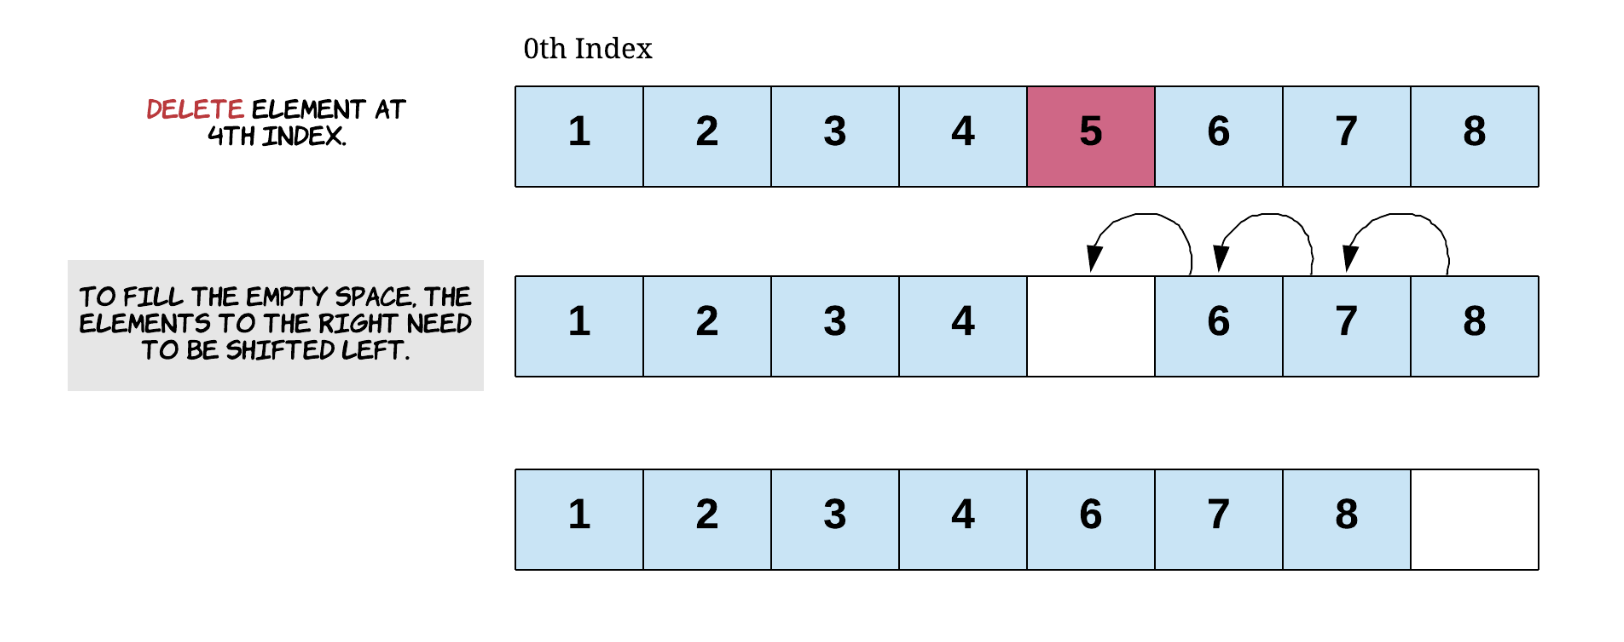 0th Index
DELETE ELEMENT AT
4TH INDEX.
1 2 3 4 5 6 7 8
TO FILL THE EMPTY SPACE, THE
ELEMENTS TO THE RIGHT NEED
TO BE SHIFTED LEFT.
1 2 3 4 6 7 8
1 2 3 4 6 7 8